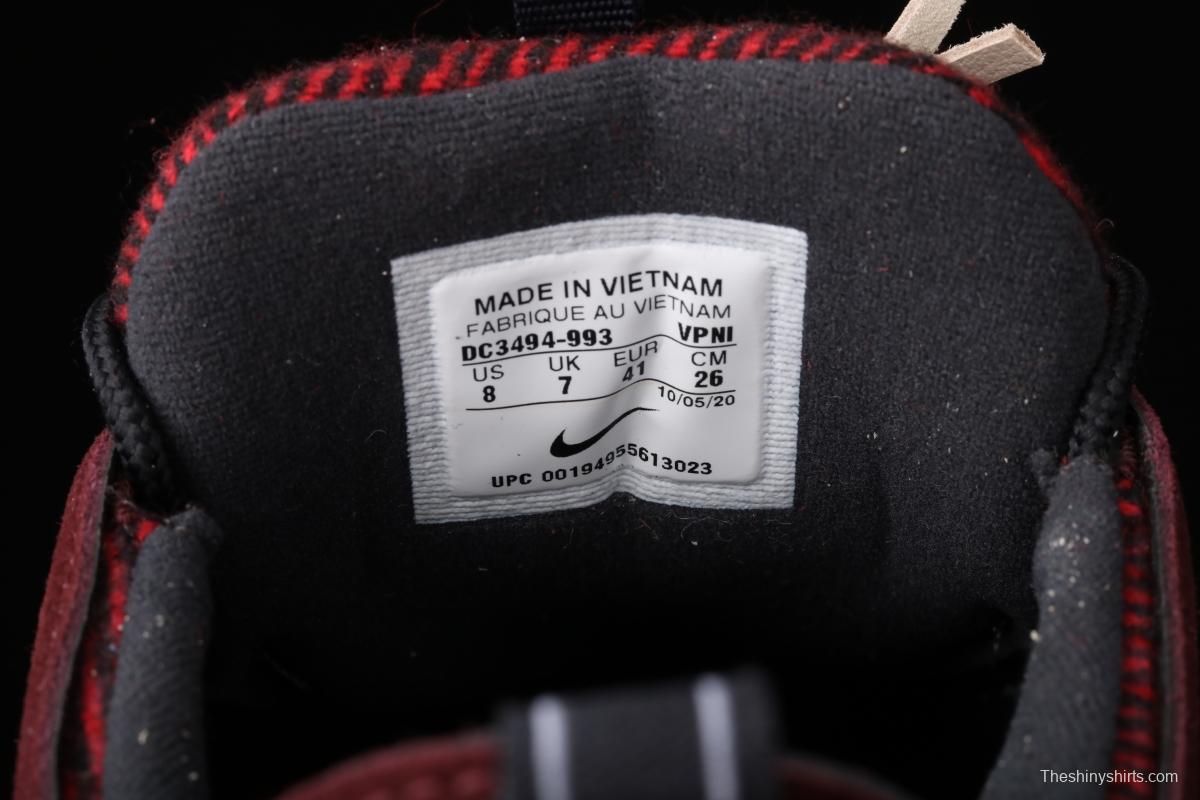 MADE IN VIETNAM
FABRIQUE AU VIETNAM
DC3494-993 VPNI
US UK EUR CM
8 7 41 26
10/05/20
UPC 00194955613023
Theshinyshirts.com